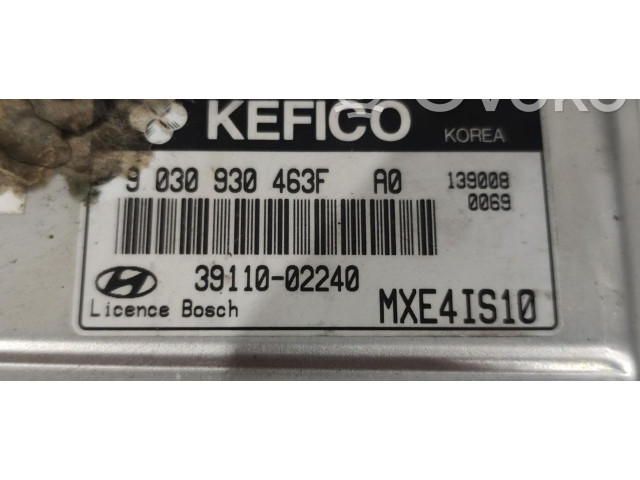 KEFICO
KOREA
9 030 930 463F A0 139008
0069
39110-02240
Licence Bosch
MXE4IS10